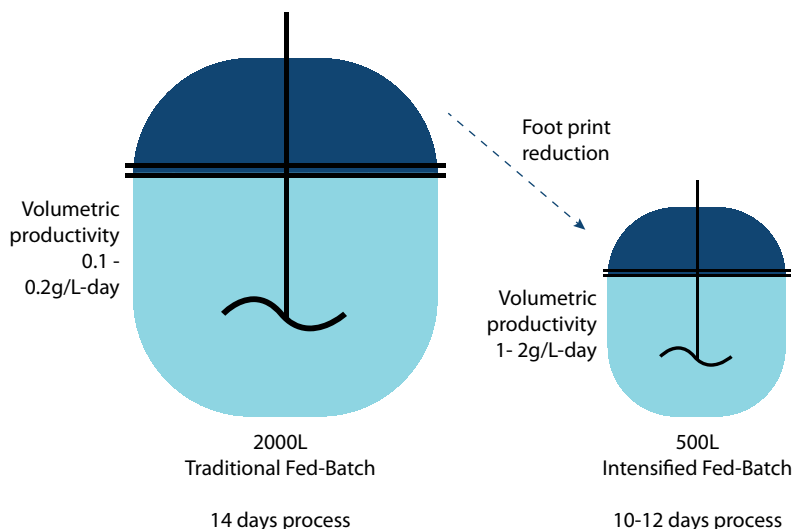 Foot print
reduction
Volumetric
productivity
0.1 -
0.2g/L-day
Volumetric
productivity
1- 2g/L-day
2000L
Traditional Fed-Batch
14 days process
500L
Intensified Fed-Batch
10-12 days process